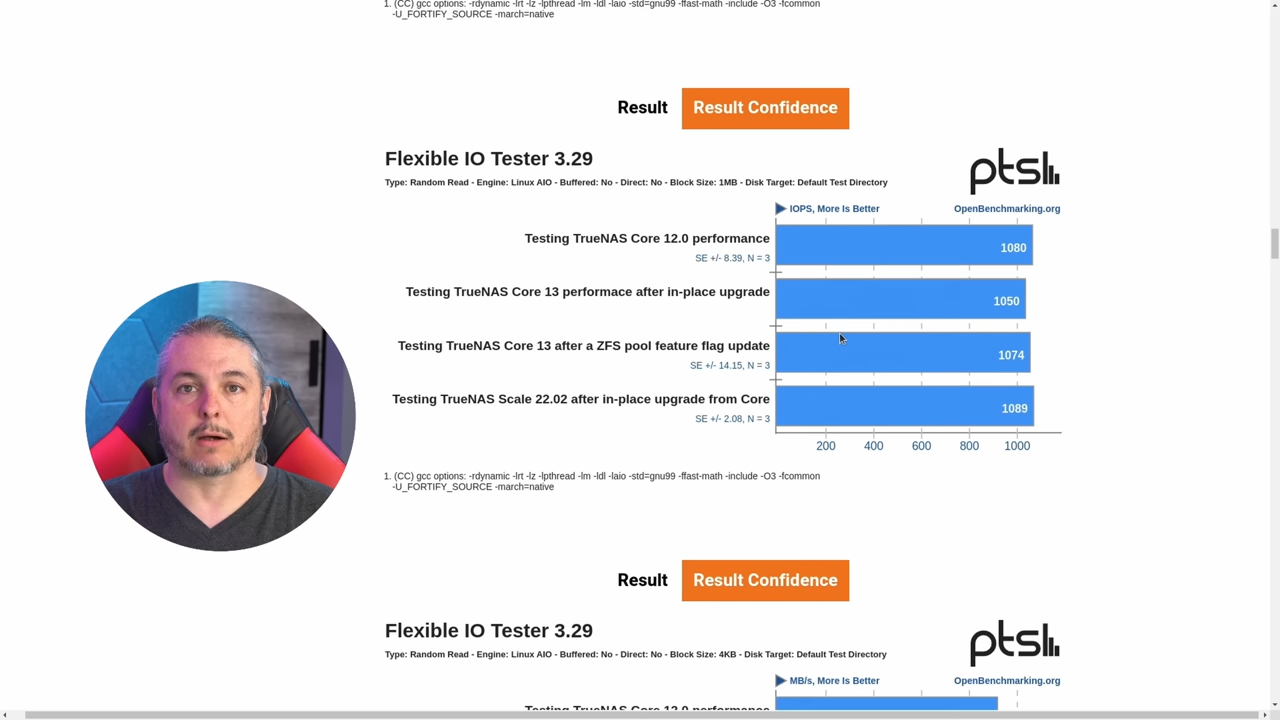 1. (CC) gcc options: -rdynamic -lrt -lz -lpthread -lm -ldl -laio -std=gnu99 -ffast-math -include -O3 -fcommon
-U_FORTIFY_SOURCE -march=native
Result
Result Confidence
Flexible IO Tester 3.29
ptsl
Type: Random Read - Engine: Linux AIO - Buffered: No - Direct: No - Block Size: 1MB - Disk Target: Default Test Directory
IOPS, More Is Better
OpenBenchmarking.org
Testing TrueNAS Core 12.0 performance
SE +/- 8.39, N = 3
1080
Testing TrueNAS Core 13 performace after in-place upgrade
1050
Testing TrueNAS Core 13 after a ZFS pool feature flag update
SE +/- 14.15, N = 3
1074
Testing TrueNAS Scale 22.02 after in-place upgrade from Core
SE +/- 2.08, N = 3
1089
200 400 600 800 1000
1. (CC) gcc options: -rdynamic -lrt -lz -lpthread -lm -ldl -laio -std=gnu99 -ffast-math -include -O3 -fcommon
-U_FORTIFY_SOURCE -march=native
Result
Result Confidence
Flexible IO Tester 3.29
ptsl
Type: Random Read - Engine: Linux AIO - Buffered: No - Direct: No - Block Size: 4KB - Disk Target: Default Test Directory
MB/s, More Is Better
OpenBenchmarking.org
Testing TrueNAS Core 12.0 performance